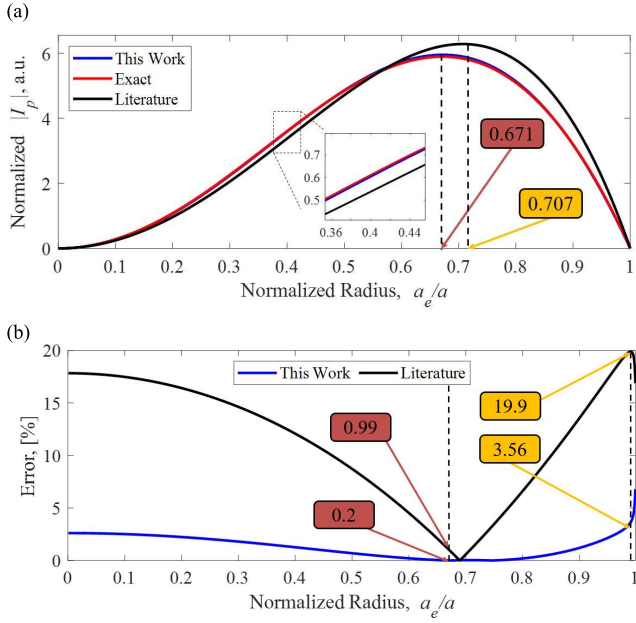 (a)
Normalized |I_p|, a.u.
6
4
2
0
This Work
Exact
Literature
0.7
0.6
0.5
0.36 0.4 0.44
0.671
0.707
0 0.1 0.2 0.3 0.4 0.5 0.6 0.7 0.8 0.9 1
Normalized Radius, a_e/a
(b)
Error, [%]
20
15
10
5
0
This Work Literature
0.99
0.2
19.9
3.56
0 0.1 0.2 0.3 0.4 0.5 0.6 0.7 0.8 0.9 1
Normalized Radius, a_e/a